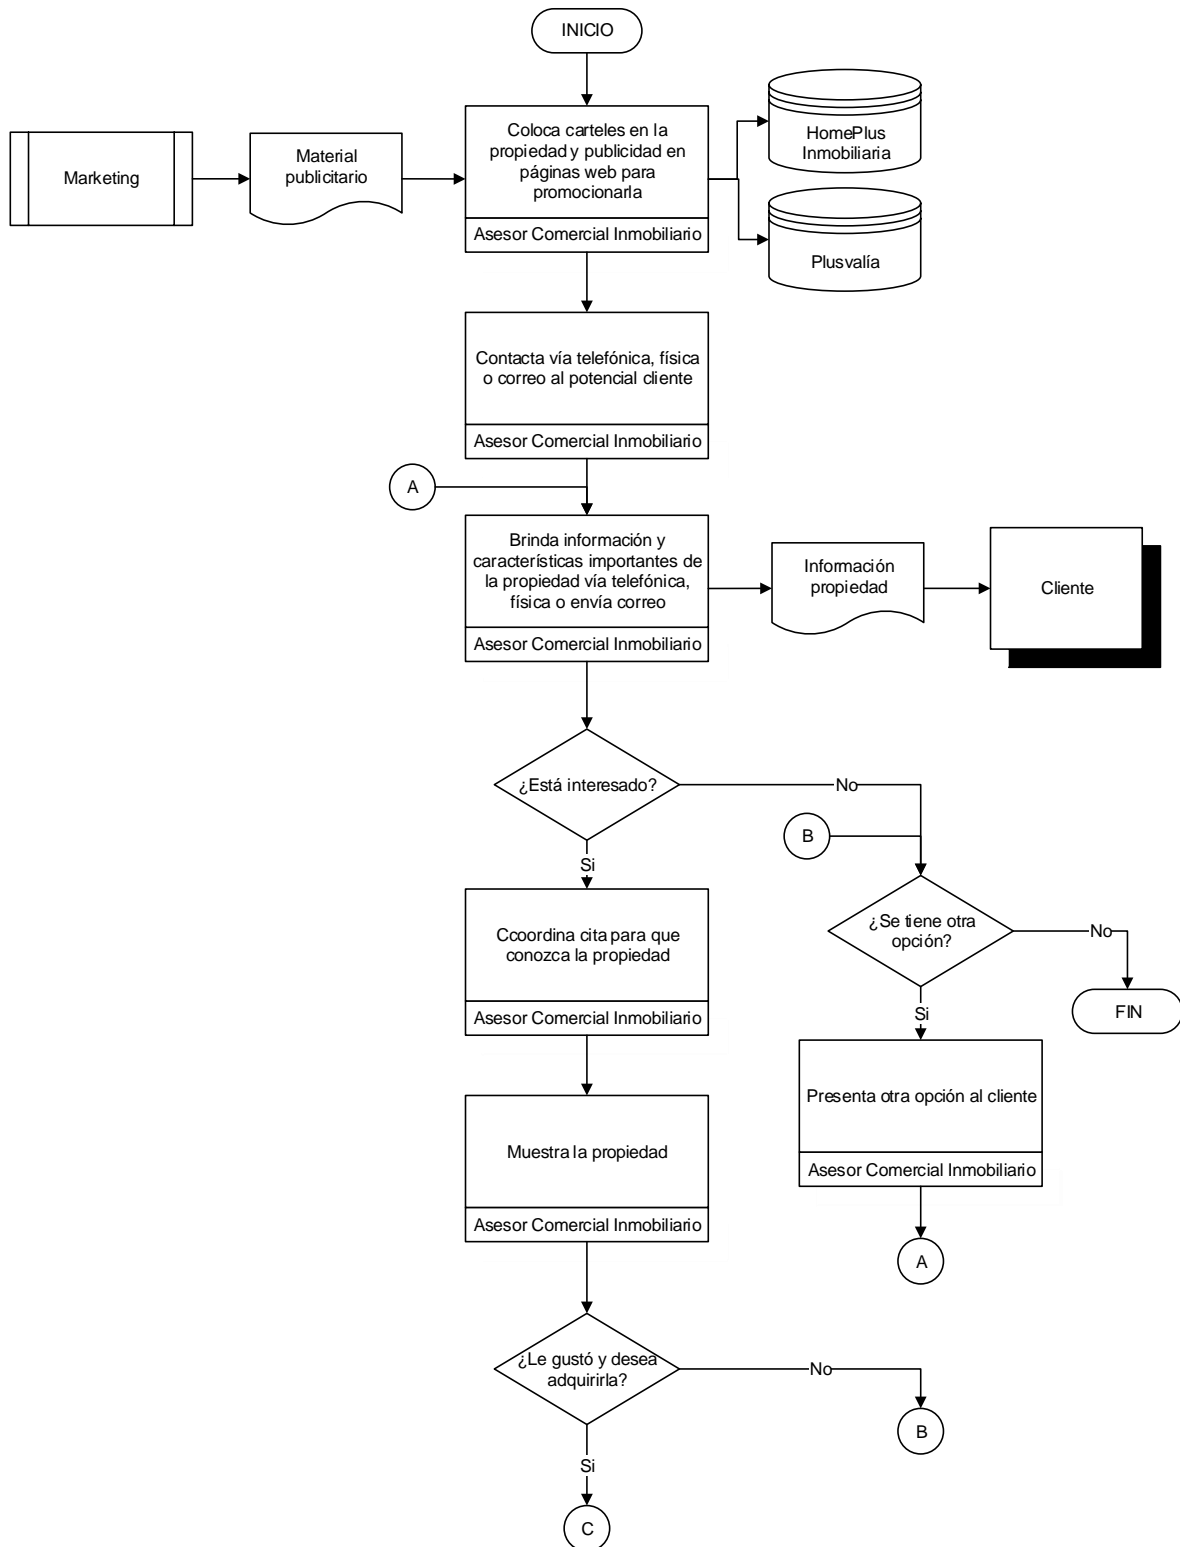 INICIO
Coloca carteles en la
propiedad y publicidad en
páginas web para
promocionarla
Asesor Comercial Inmobiliario
Marketing
Material
publicitario
HomePlus
Inmobiliaria
Plusvalía
Contacta vía telefónica, física
o correo al potencial cliente
Asesor Comercial Inmobiliario
A
Brinda información y
características importantes de
la propiedad vía telefónica,
física o envía correo
Asesor Comercial Inmobiliario
Información
propiedad
Cliente
¿Está interesado?
No
Si
B
¿Se tiene otra
opción?
No
FIN
Si
Ccoordina cita para que
conozca la propiedad
Asesor Comercial Inmobiliario
Presenta otra opción al cliente
Asesor Comercial Inmobiliario
A
Muestra la propiedad
Asesor Comercial Inmobiliario
¿Le gustó y desea
adquirirla?
No
B
Si
C